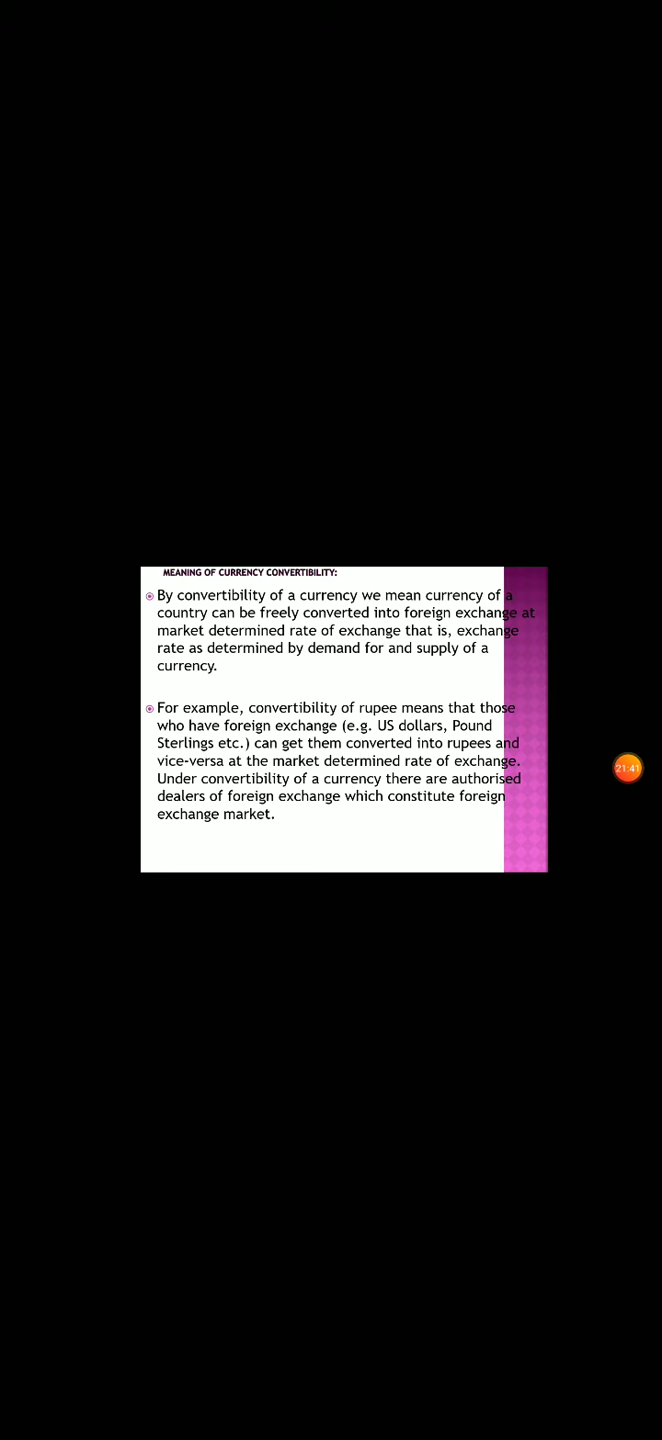 MEANING OF CURRENCY CONVERTIBILITY:
By convertibility of a currency we mean currency of a
country can be freely converted into foreign exchange at
market determined rate of exchange that is, exchange
rate as determined by demand for and supply of a
currency.
For example, convertibility of rupee means that those
who have foreign exchange (e.g. US dollars, Pound
Sterlings etc.) can get them converted into rupees and
vice-versa at the market determined rate of exchange.
Under convertibility of a currency there are authorised
dealers of foreign exchange which constitute foreign
exchange market.
21:41